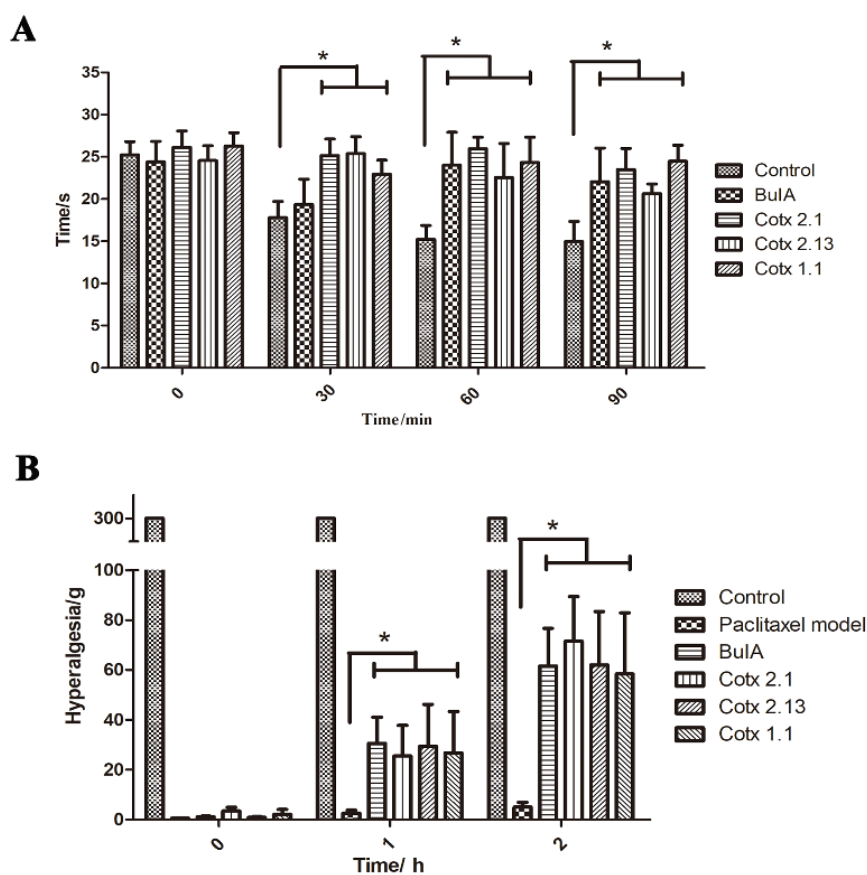 A
*
*
*
35
30
25
20
15
10
5
0
Time/s
0
30
60
90
Time/min
Control
BuIA
Cotx 2.1
Cotx 2.13
Cotx 1.1
B
*
*
300
100
80
60
40
20
0
Hyperalgesia/g
0
1
2
Time/ h
Control
Paclitaxel model
BuIA
Cotx 2.1
Cotx 2.13
Cotx 1.1